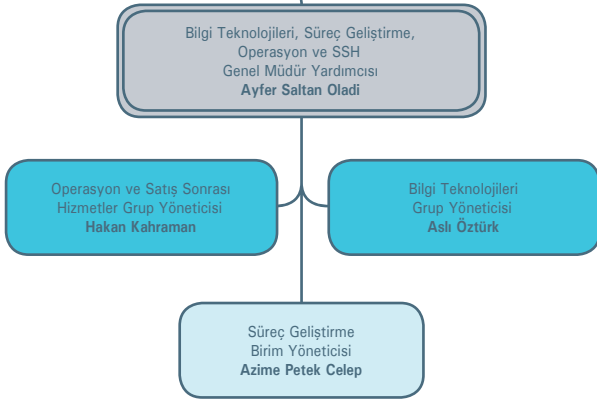 Bilgi Teknolojileri, Süreç Geliştirme,
Operasyon ve SSH
Genel Müdür Yardımcısı
Ayfer Saltan Oladi
Operasyon ve Satış Sonrası
Hizmetler Grup Yöneticisi
Hakan Kahraman
Bilgi Teknolojileri
Grup Yöneticisi
Aslı Öztürk
Süreç Geliştirme
Birim Yöneticisi
Azime Petek Celep